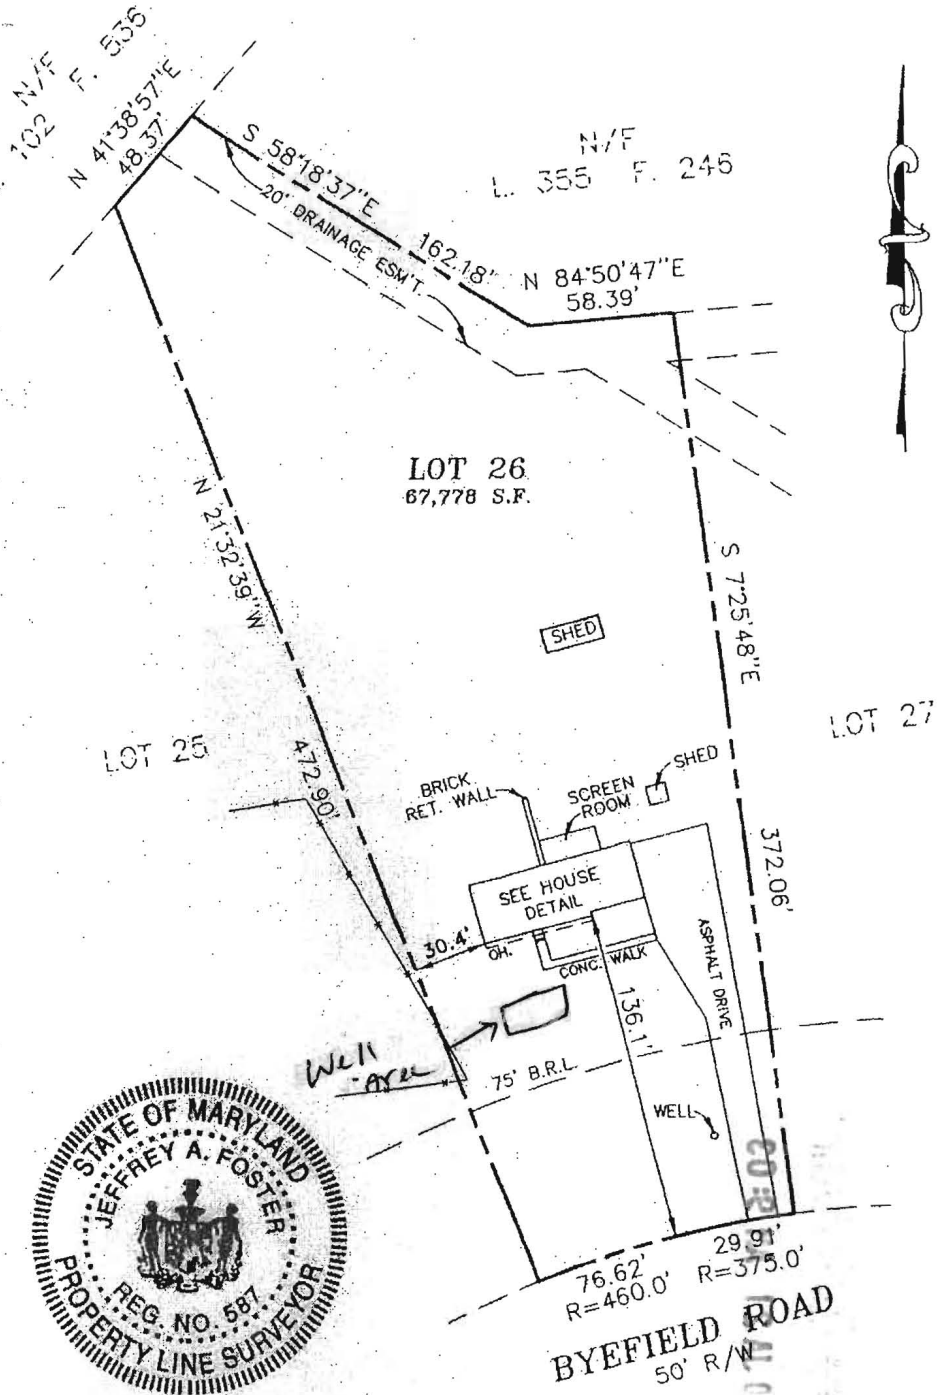 N/F
102 F. 536
N 41°38'57"E
48.37'
S 58°18'37"E
162.18'
20' DRAINAGE ESM'T
N/F
L. 355 F. 246
N 84°50'47"E
58.39'
LOT 26
67,778 S.F.
N 21°32'39"W
472.90'
S 7°25'48"E
372.06'
SHED
LOT 25
LOT 27
BRICK
RET. WALL
SCREEN
ROOM
SHED
SEE HOUSE
DETAIL
30.4'
OH.
CONC. WALK
ASPHALT DRIVE
136.1'
Well
Area
75' B.R.L.
WELL
STATE OF MARYLAND
JEFFREY A. FOSTER
REG. NO. 587
PROPERTY LINE SURVEYOR
76.62'
R=460.0'
29.91'
R=375.0'
BYEFIELD ROAD
50' R/W